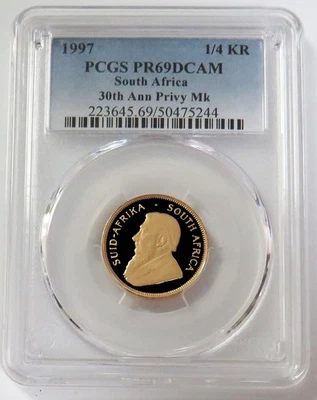 1997 1/4 KR
PCGS PR69DCAM
South Africa
30th Ann Privy Mk
223645.69/50475244
SUID-AFRIKA · SOUTH AFRICA